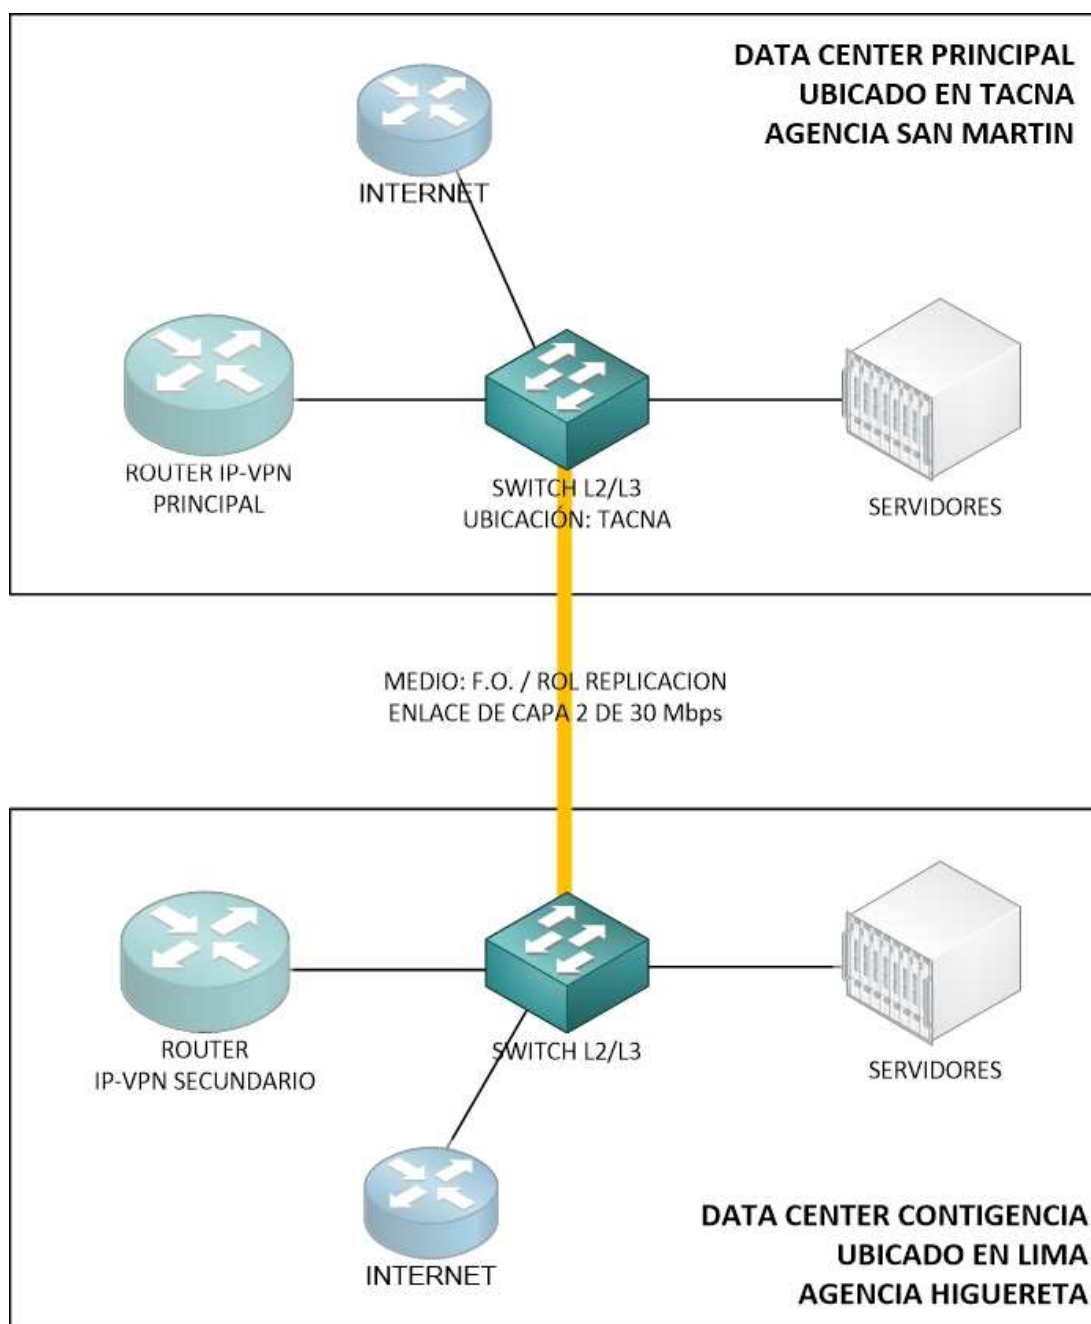 DATA CENTER PRINCIPAL
UBICADO EN TACNA
AGENCIA SAN MARTIN
INTERNET
ROUTER IP-VPN
PRINCIPAL
SWITCH L2/L3
UBICACIÓN: TACNA
SERVIDORES
MEDIO: F.O. / ROL REPLICACION
ENLACE DE CAPA 2 DE 30 Mbps
ROUTER
IP-VPN SECUNDARIO
SWITCH L2/L3
SERVIDORES
INTERNET
DATA CENTER CONTIGENCIA
UBICADO EN LIMA
AGENCIA HIGUERETA